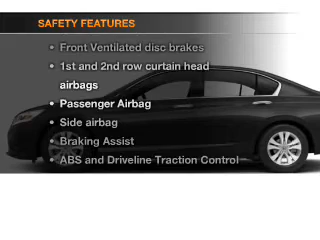 SAFETY FEATURES
• Front Ventilated disc brakes
• 1st and 2nd row curtain head
airbags
• Passenger Airbag
• Side airbag
• Braking Assist
• ABS and Driveline Traction Control